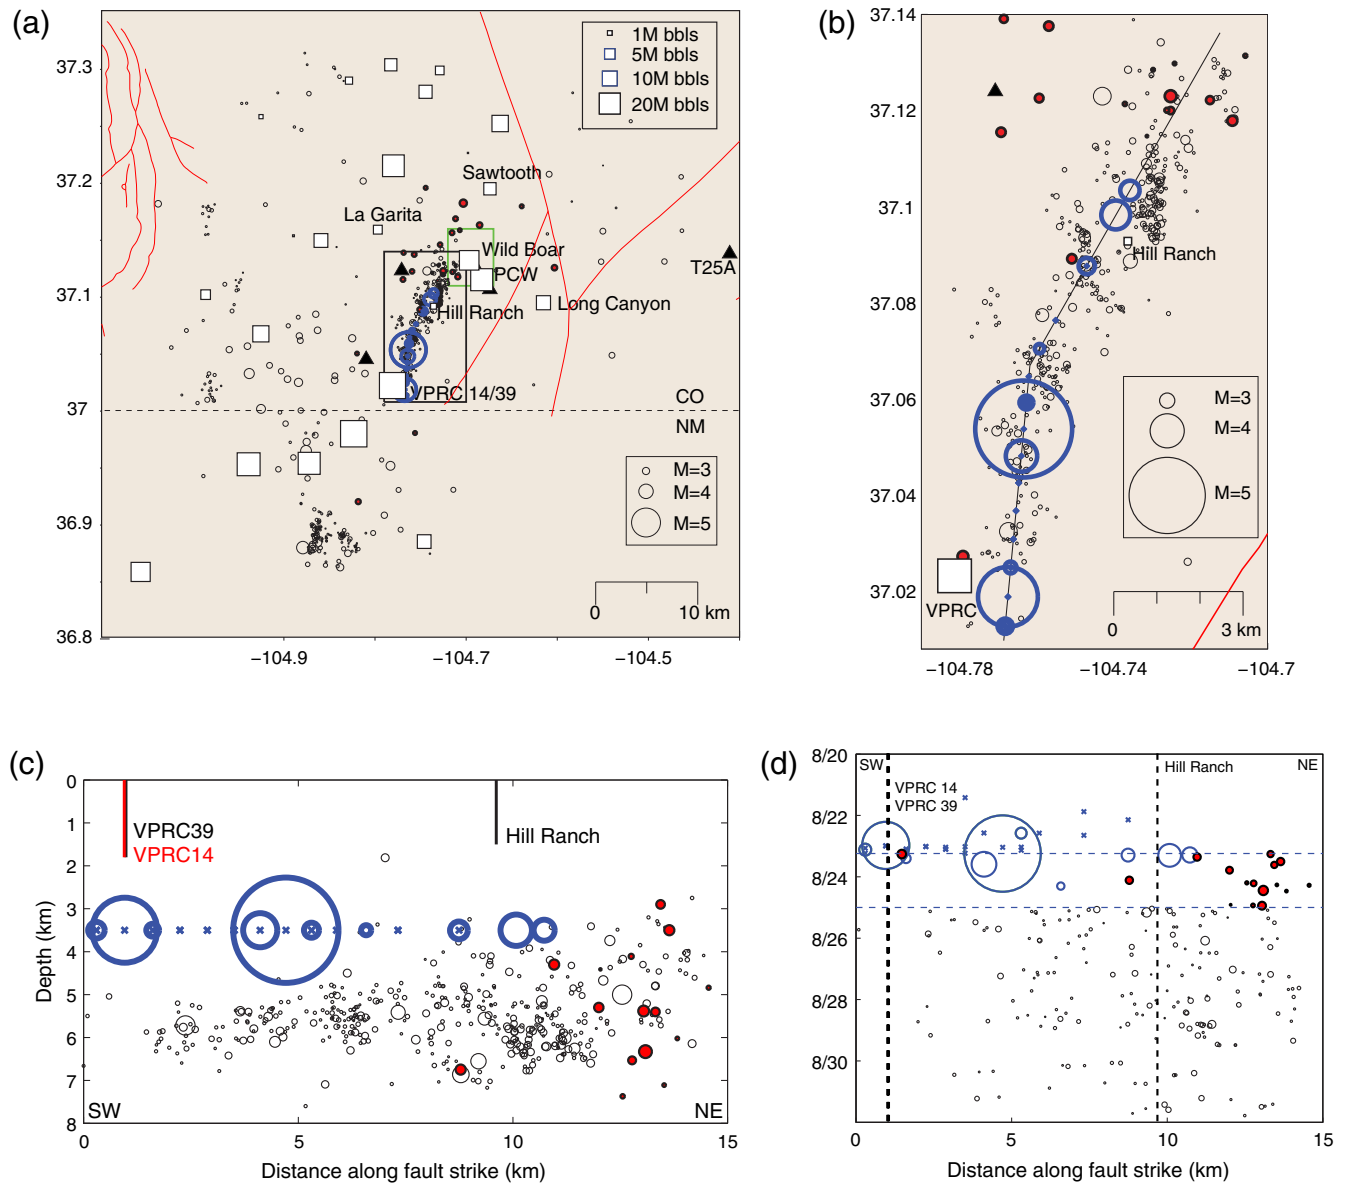 (a)
37.3
37.2
37.1
37
36.9
36.8
−104.9
−104.7
−104.5
1M bbls
5M bbls
10M bbls
20M bbls
Sawtooth
La Garita
Wild Boar
PCW
T25A
Hill Ranch
Long Canyon
VPRC 14/39
CO
NM
M=3
M=4
M=5
0
10 km
(b)
37.14
37.12
37.1
37.08
37.06
37.04
37.02
−104.78
−104.74
−104.7
Hill Ranch
M=3
M=4
M=5
VPRC
0
3 km
(c)
0
1
2
3
4
5
6
7
8
Depth (km)
VPRC39
VPRC14
Hill Ranch
SW
NE
0
5
10
15
Distance along fault strike (km)
(d)
8/20
8/22
8/24
8/26
8/28
8/30
SW
VPRC 14
VPRC 39
Hill Ranch
NE
0
5
10
15
Distance along fault strike (km)